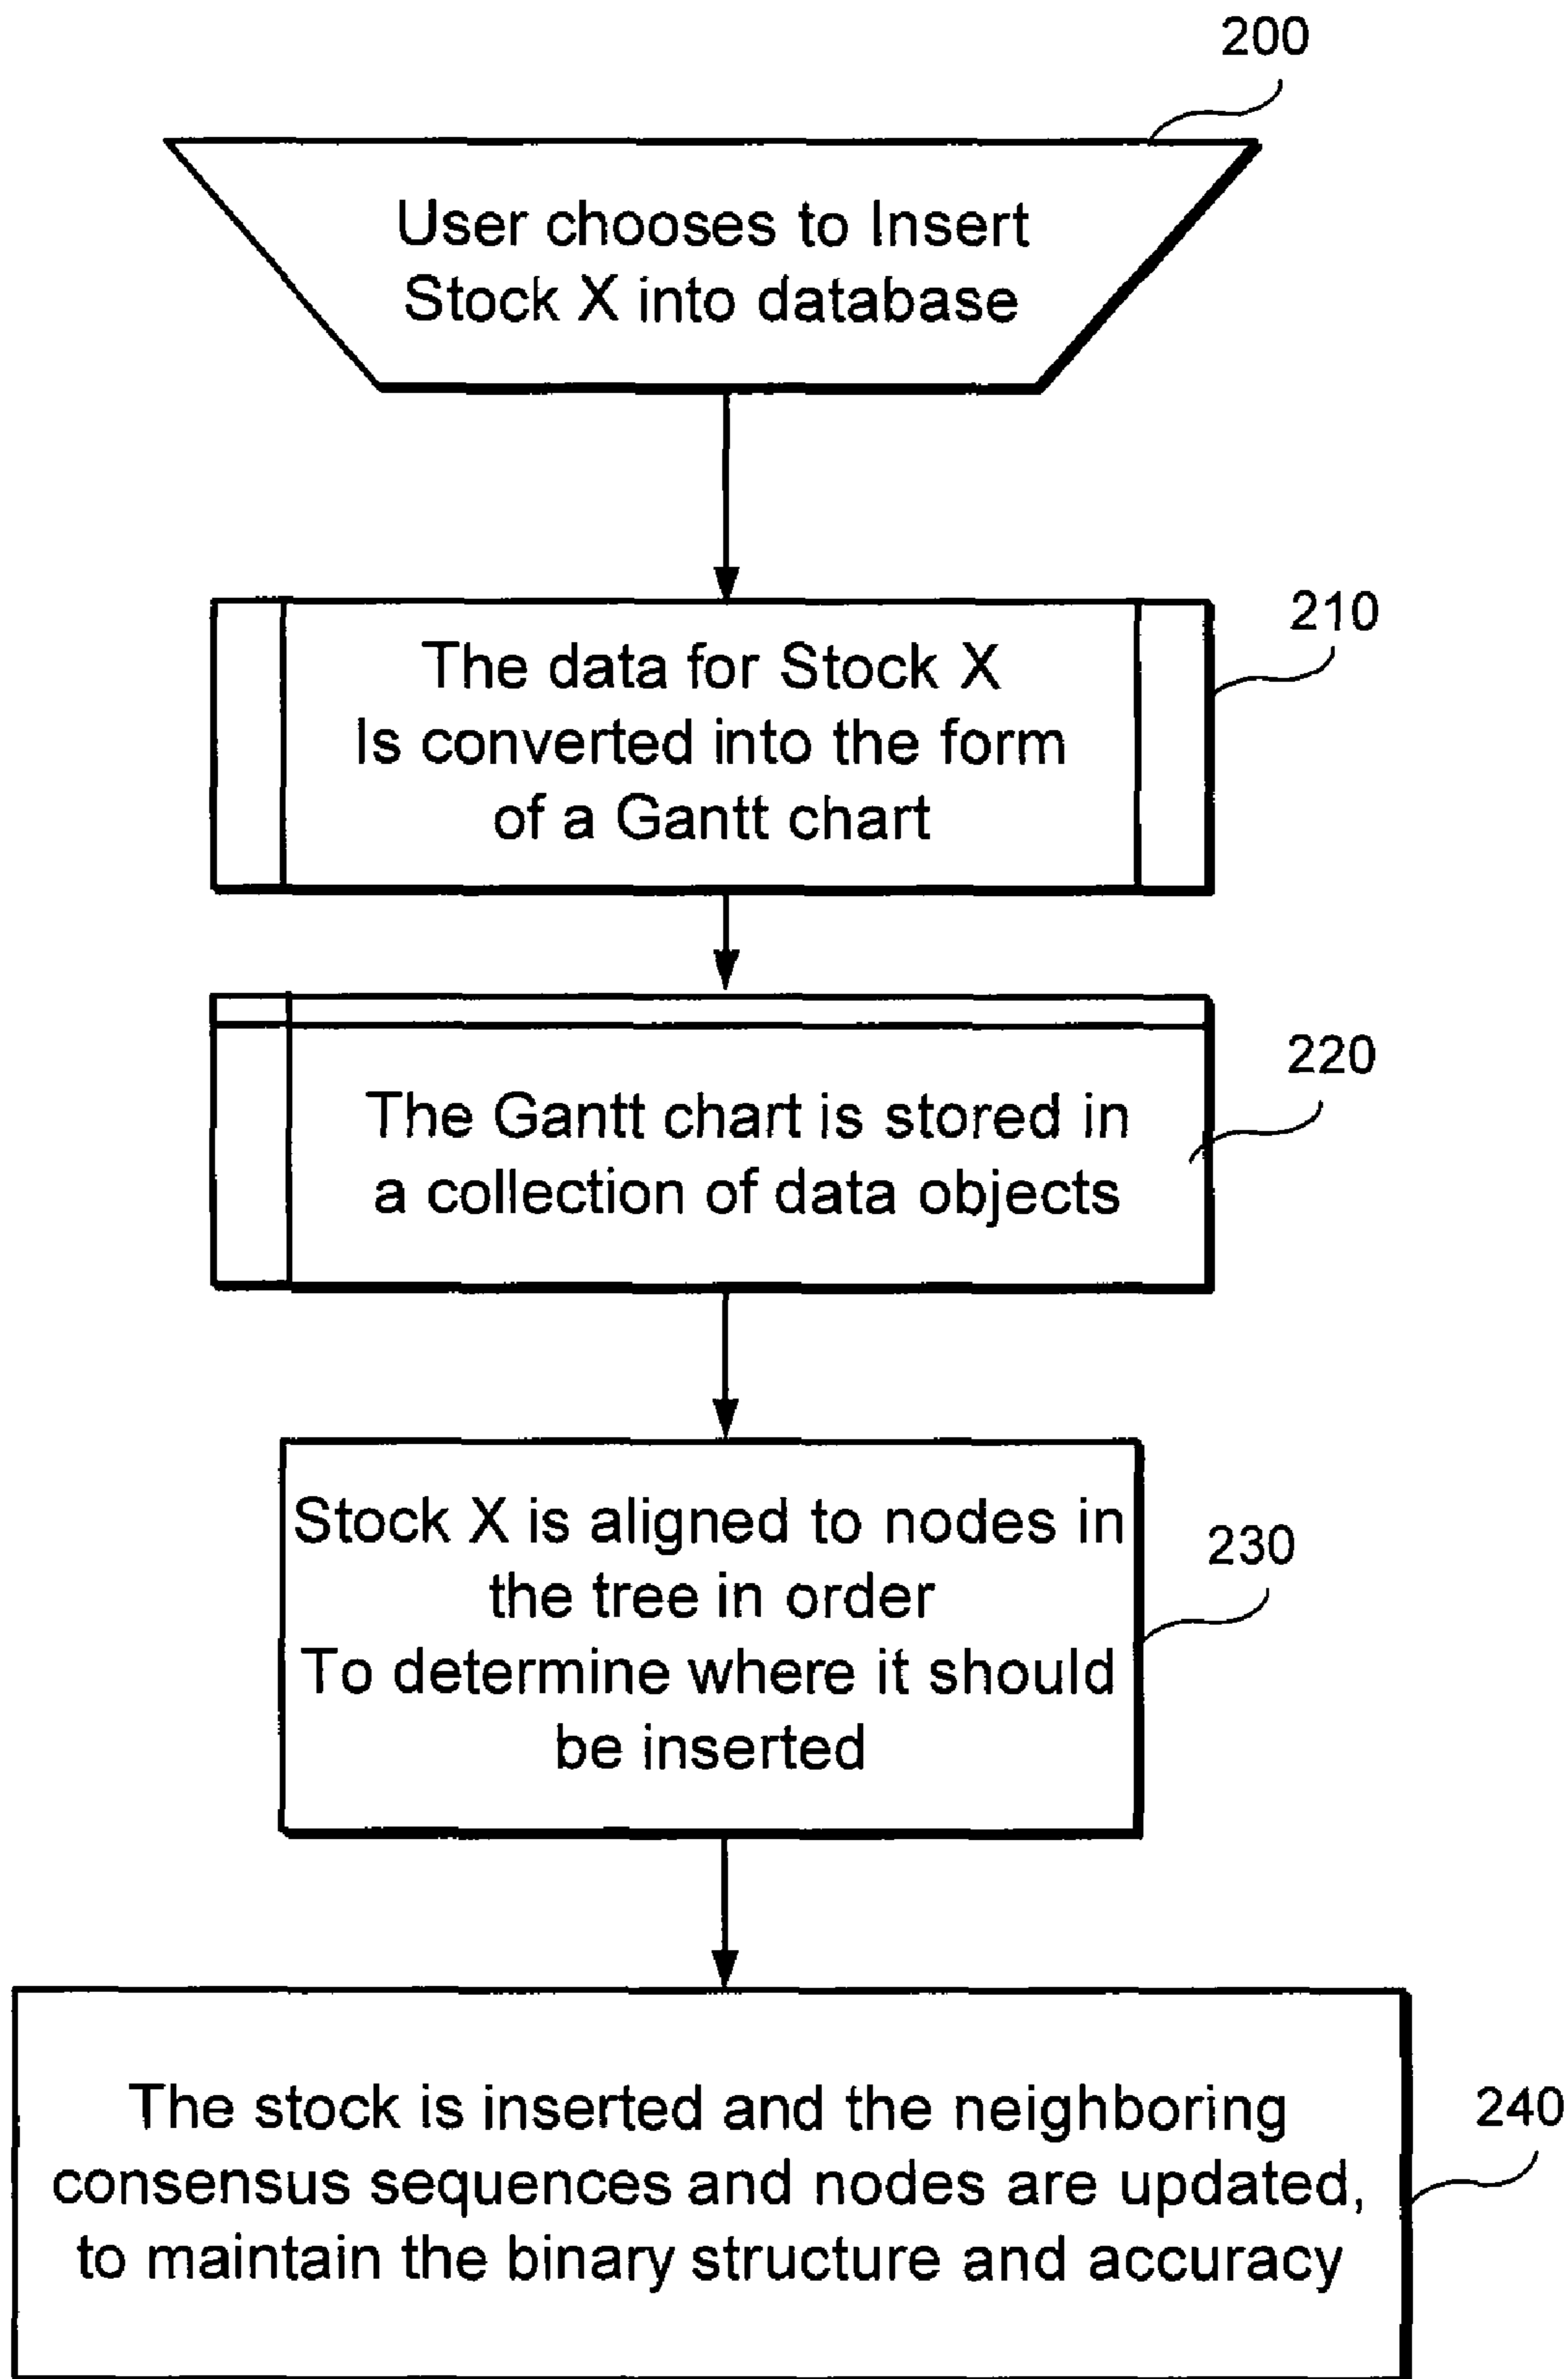 200
User chooses to Insert
Stock X into database
210
The data for Stock X
Is converted into the form
of a Gantt chart
220
The Gantt chart is stored in
a collection of data objects
230
Stock X is aligned to nodes in
the tree in order
To determine where it should
be inserted
240
The stock is inserted and the neighboring
consensus sequences and nodes are updated,
to maintain the binary structure and accuracy